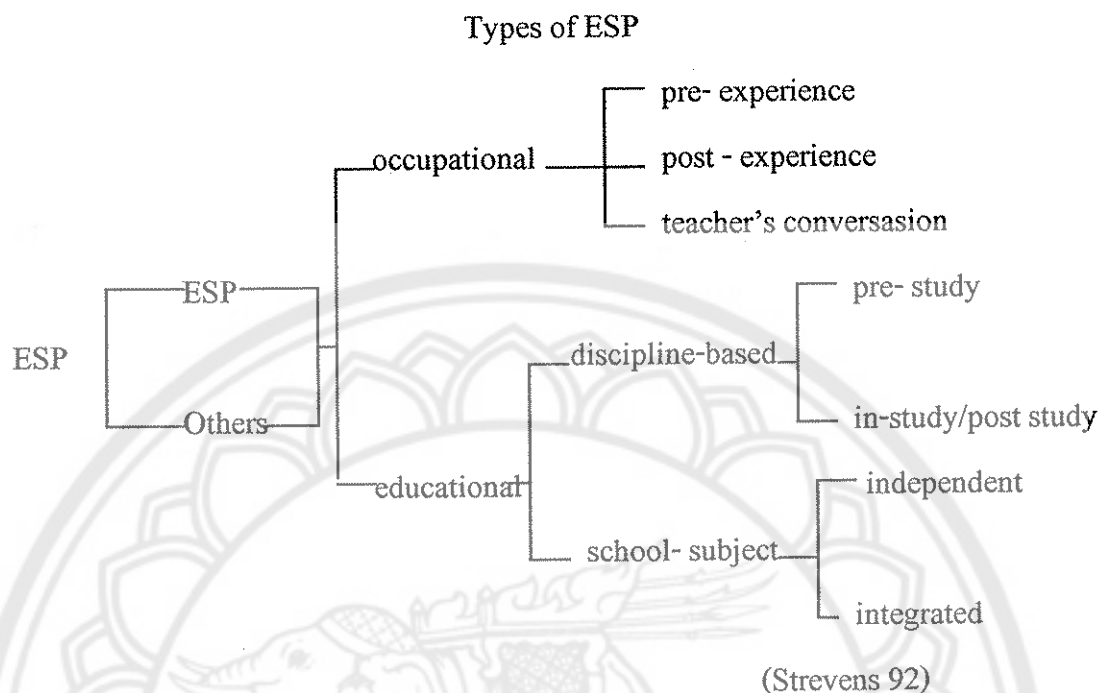 Types of ESP
pre- experience
occupational
post - experience
teacher's conversasion
ESP
pre- study
discipline-based
ESP
Others
in-study/post study
educational
independent
school- subject
integrated
(Strevens 92)